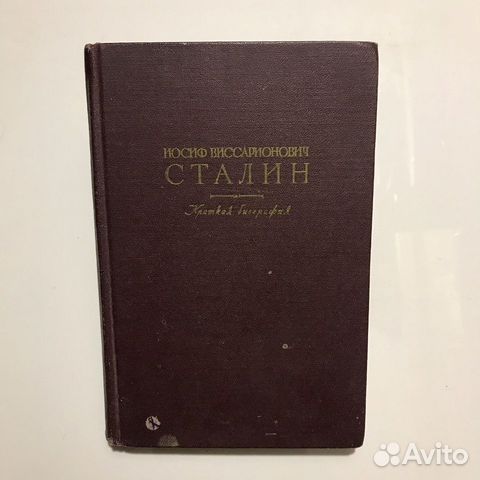 ИОСИФ ВИССАРИОНОВИЧ
СТАЛИН
Краткая биография
Avito